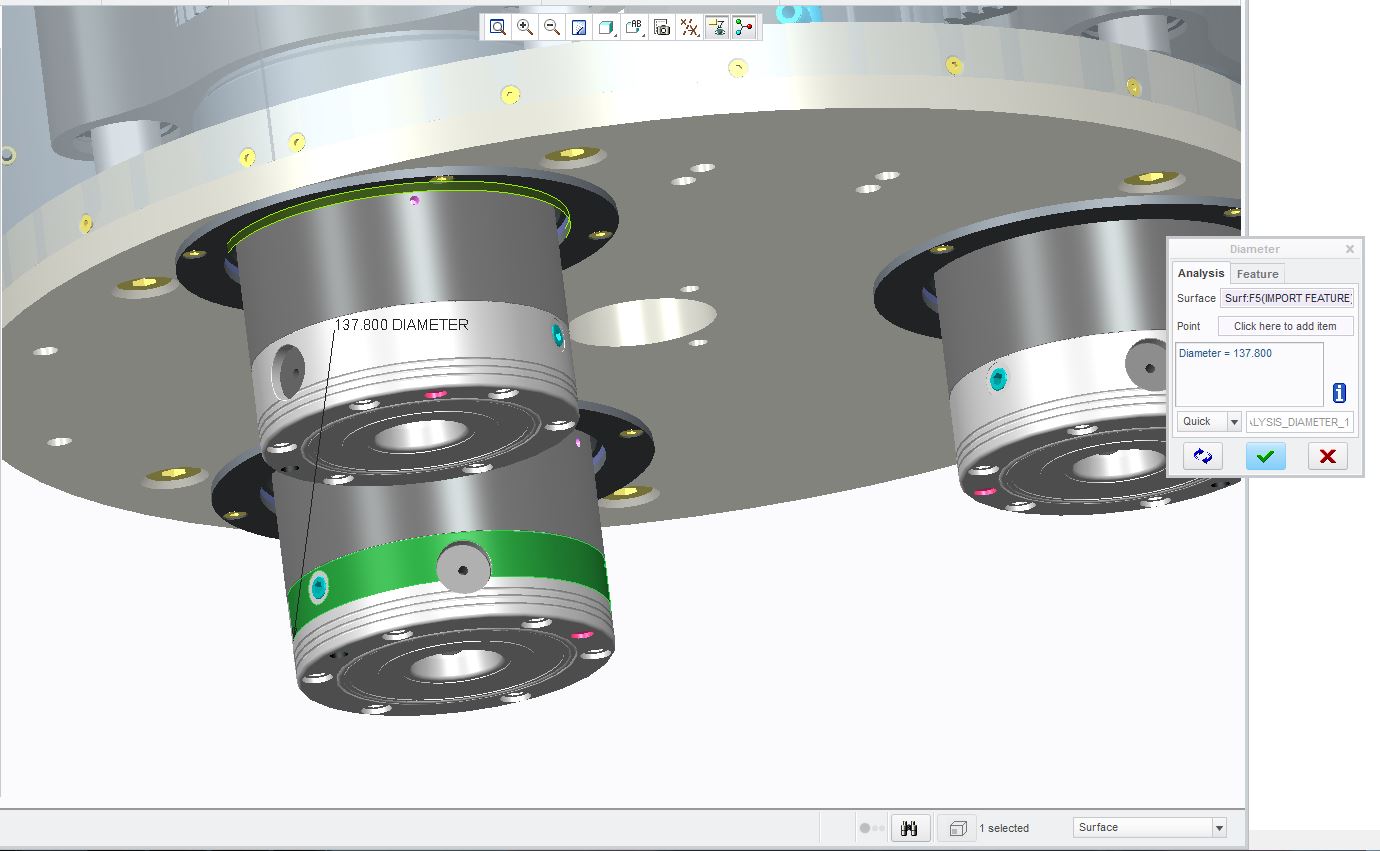 AB
137.800 DIAMETER
Diameter
Analysis
Feature
Surface
Surf:F5(IMPORT FEATURE)
Point
Click here to add item
Diameter = 137.800
Quick
LYSIS_DIAMETER_1
1 selected
Surface